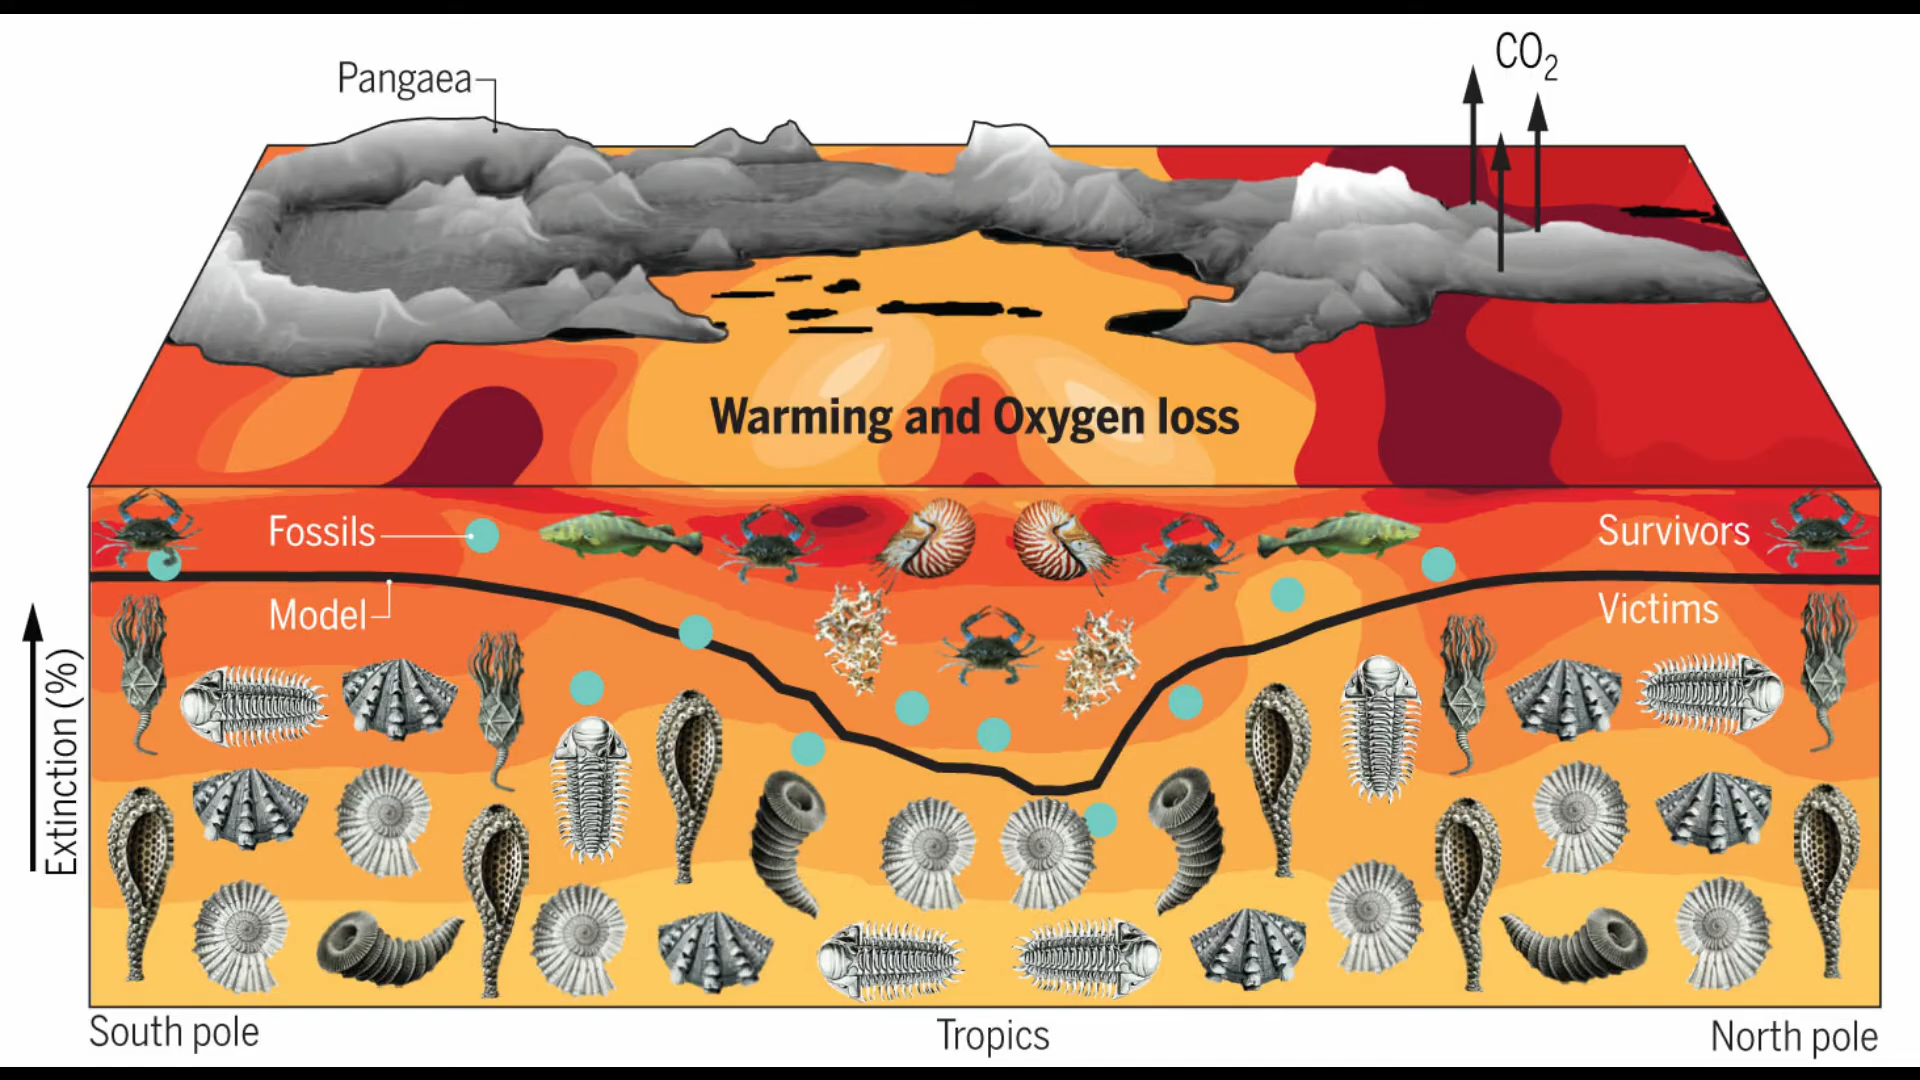 Pangaea
CO₂
Warming and Oxygen loss
Fossils
Survivors
Model
Victims
Extinction (%)
South pole
Tropics
North pole